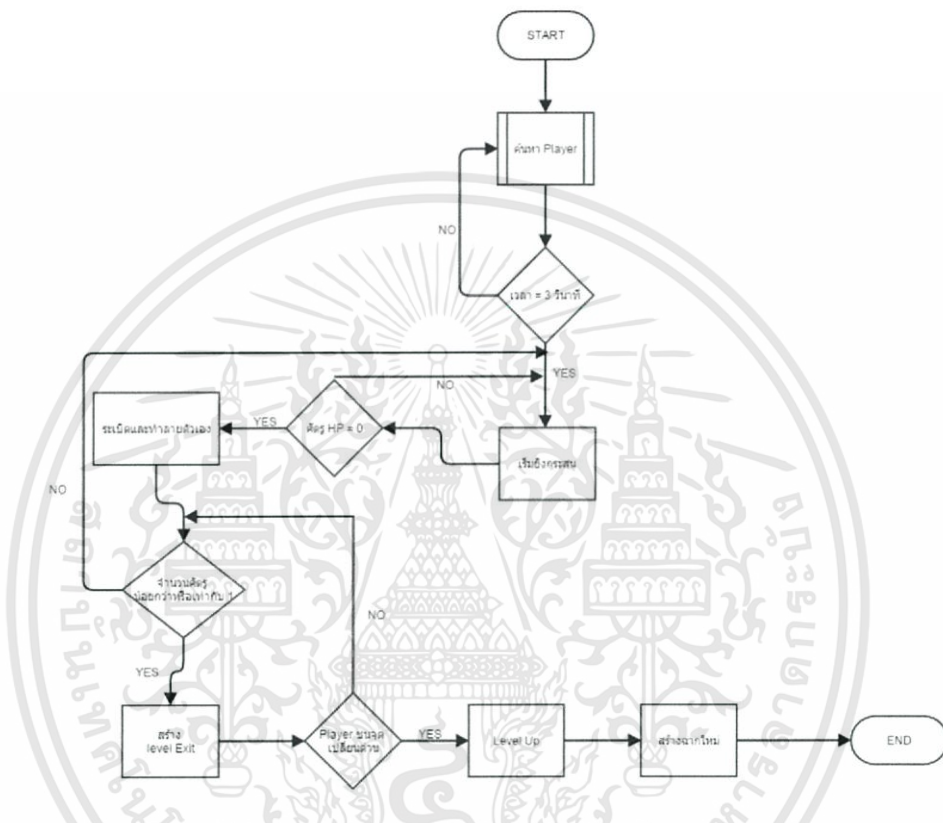 START
ค้นหา Player
NO
เวลา = 3 วินาที
YES
NO
เริ่มยิงกระสุน
ศัตรู HP = 0
YES
ระเบิดและทำลายตัวเอง
NO
จำนวนศัตรู
น้อยกว่าหรือเท่ากับ 1
NO
YES
สร้าง
level Exit
Player ชนจุด
เปลี่ยนด่าน
YES
Level Up
สร้างฉากใหม่
END